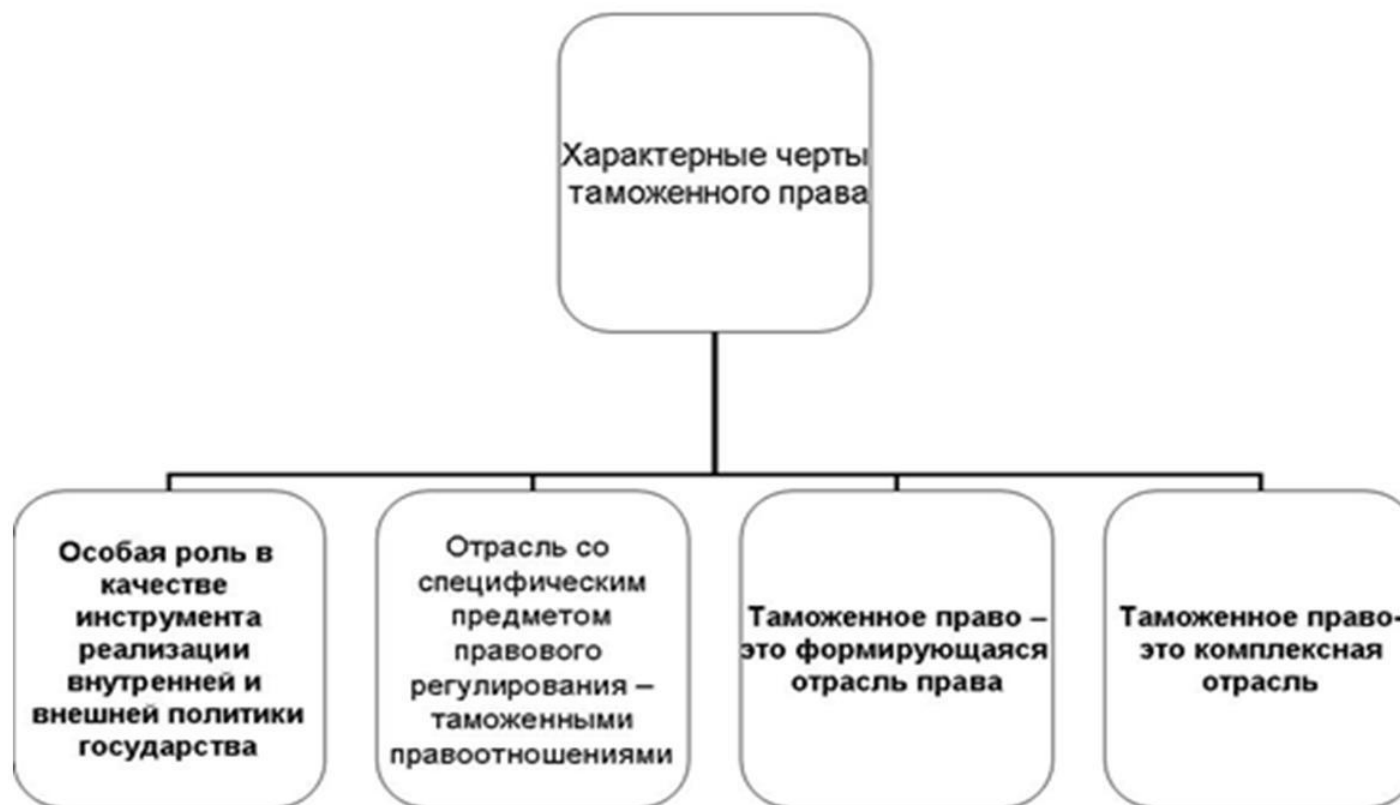 Характерные черты
таможенного права
Особая роль в
качестве
инструмента
реализации
внутренней и
внешней политики
государства
Отрасль со
специфическим
предметом
правового
регулирования –
таможенными
правоотношениями
Таможенное право –
это формирующаяся
отрасль права
Таможенное право-
это комплексная
отрасль